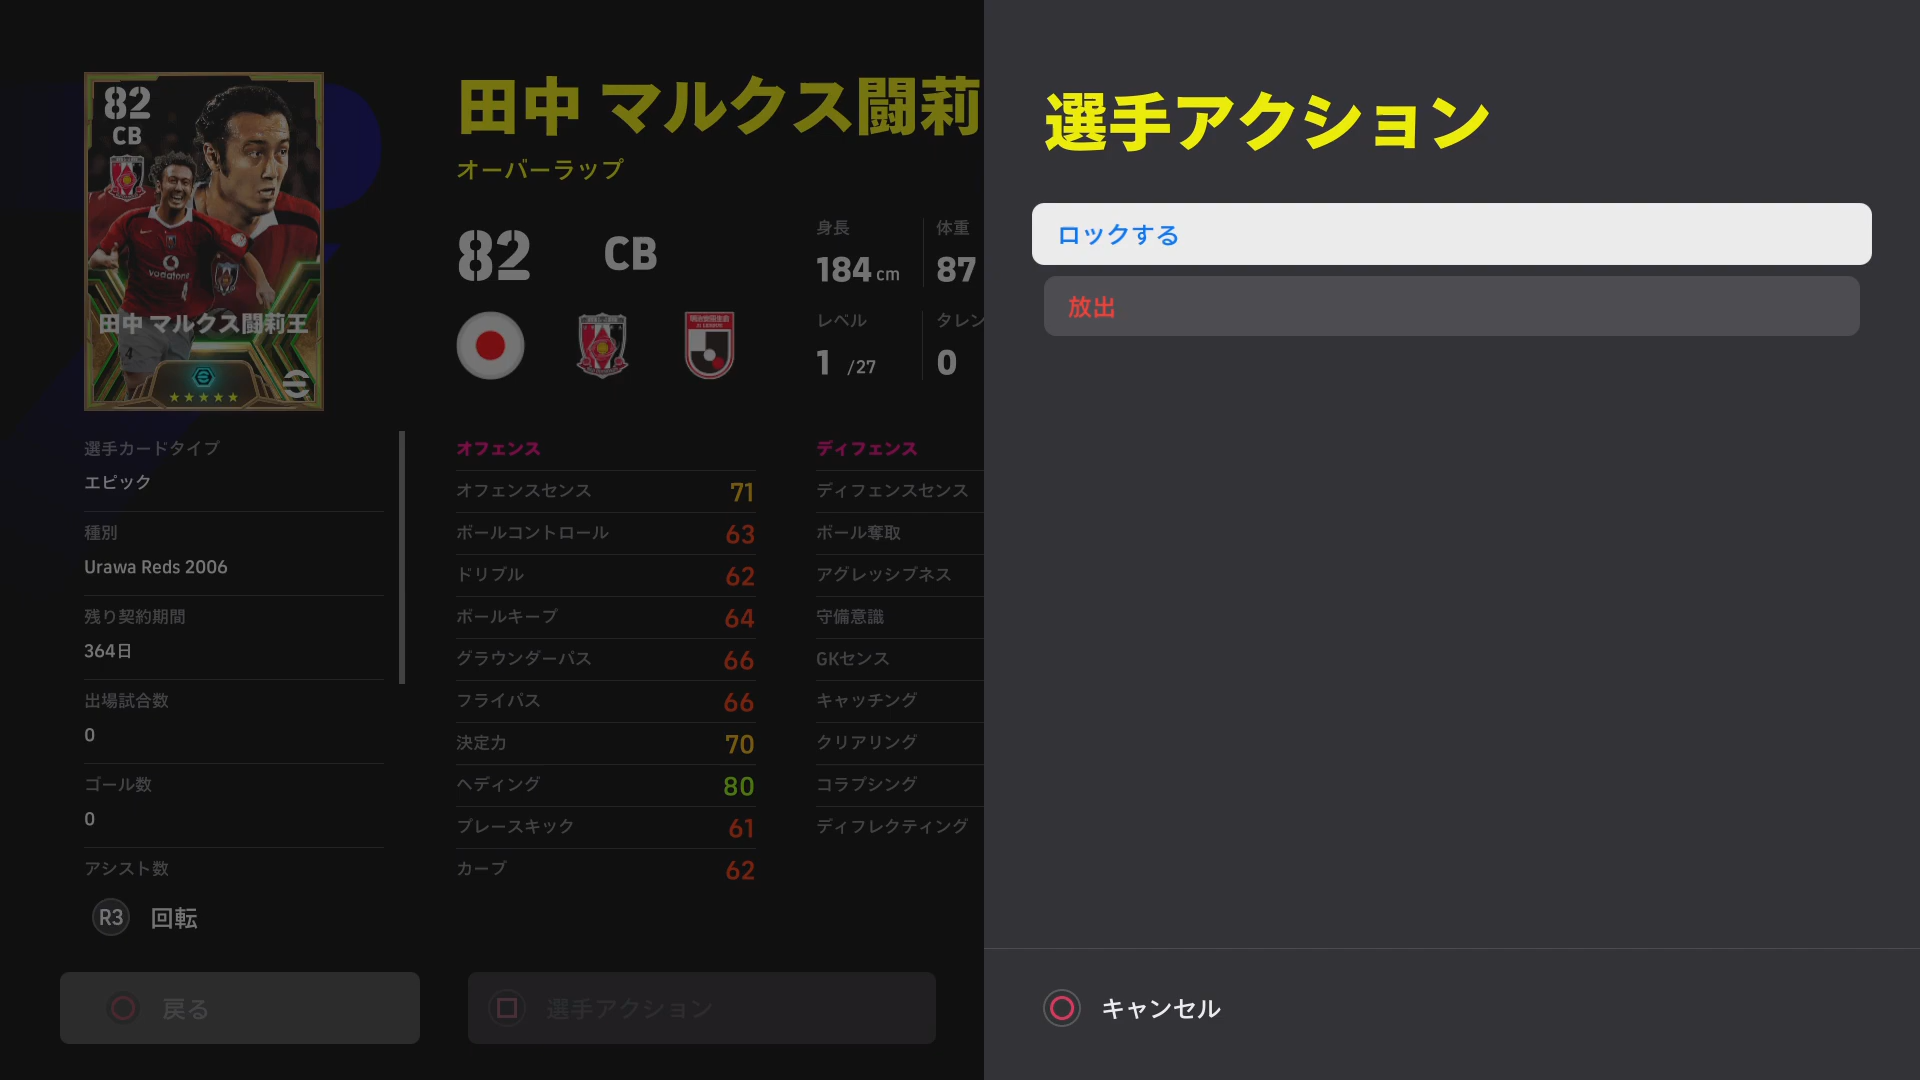 82
CB
vodafone
田中 マルクス闘莉王
田中 マルクス闘莉
オーバーラップ
82
CB
身長
184 cm
体重
87
レベル
1 /27
タレン
0
選手カードタイプ
エピック
種別
Urawa Reds 2006
残り契約期間
364日
出場試合数
0
ゴール数
0
アシスト数
オフェンス
オフェンスセンス 71
ボールコントロール 63
ドリブル 62
ボールキープ 64
グラウンダーパス 66
フライパス 66
決定力 70
ヘディング 80
プレースキック 61
カーブ 62
ディフェンス
ディフェンスセンス
ボール奪取
アグレッシブネス
守備意識
GKセンス
キャッチング
クリアリング
コラプシング
ディフレクティング
R3 回転
戻る
選手アクション
選手アクション
ロックする
放出
キャンセル